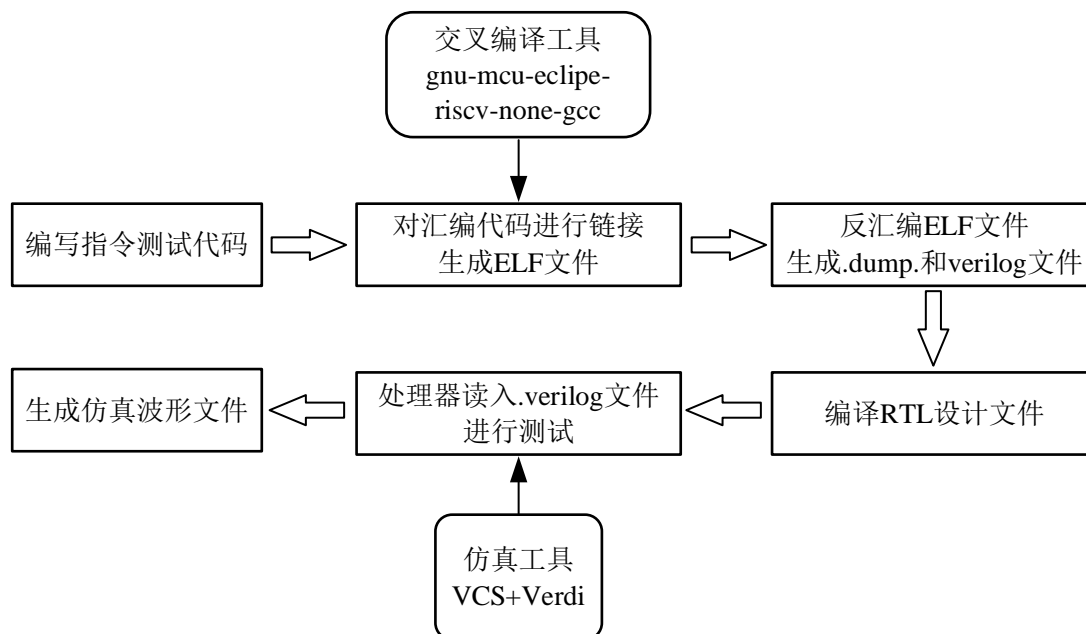 交叉编译工具
gnu-mcu-eclipe-
riscv-none-gcc
编写指令测试代码
对汇编代码进行链接
生成ELF文件
反汇编ELF文件
生成.dump.和verilog文件
生成仿真波形文件
处理器读入.verilog文件
进行测试
编译RTL设计文件
仿真工具
VCS+Verdi